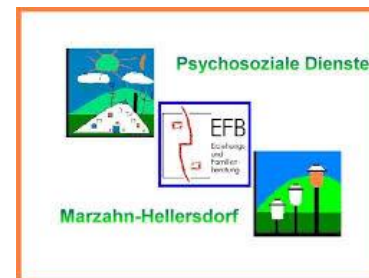 Psychosoziale Dienste
EFB
Erziehungs
und
Familien-
beratung
Marzahn-Hellersdorf